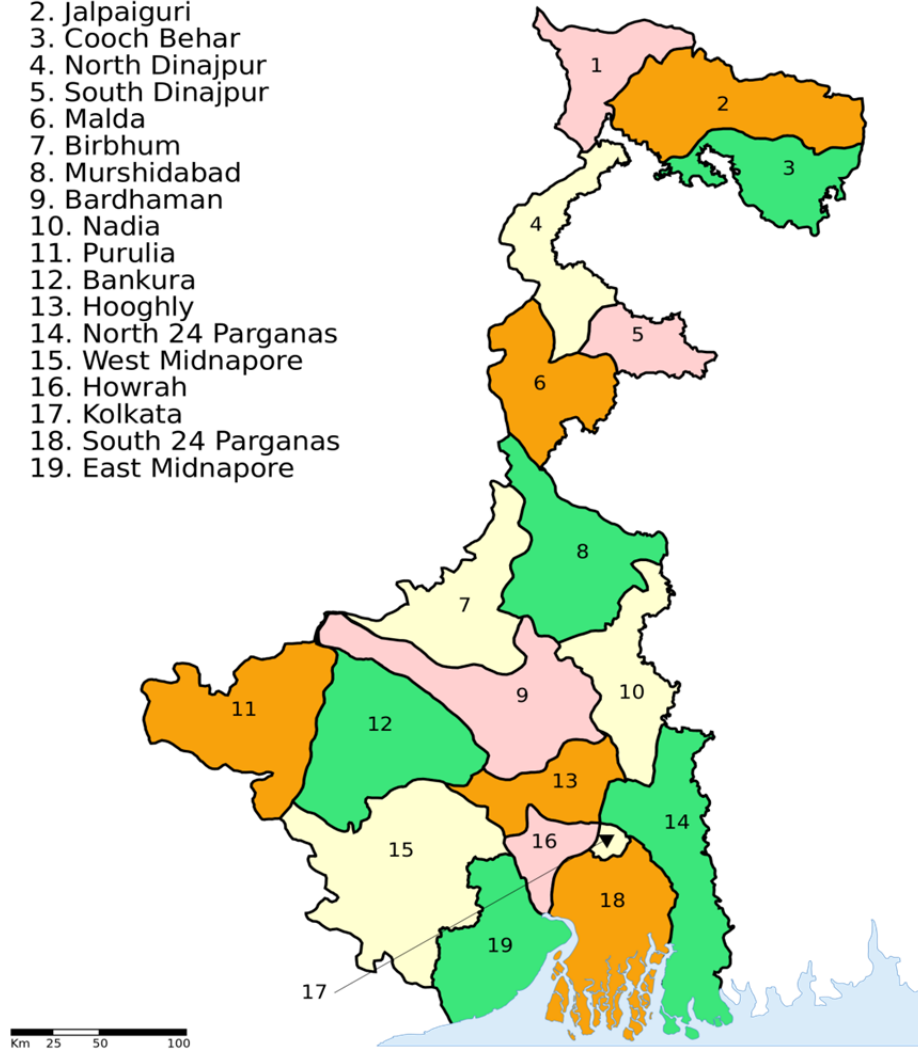 2. Jalpaiguri
3. Cooch Behar
4. North Dinajpur
5. South Dinajpur
6. Malda
7. Birbhum
8. Murshidabad
9. Bardhaman
10. Nadia
11. Purulia
12. Bankura
13. Hooghly
14. North 24 Parganas
15. West Midnapore
16. Howrah
17. Kolkata
18. South 24 Parganas
19. East Midnapore
1
2
3
4
5
6
8
7
9
10
11
12
13
14
15
16
18
19
17
Km 25 50 100